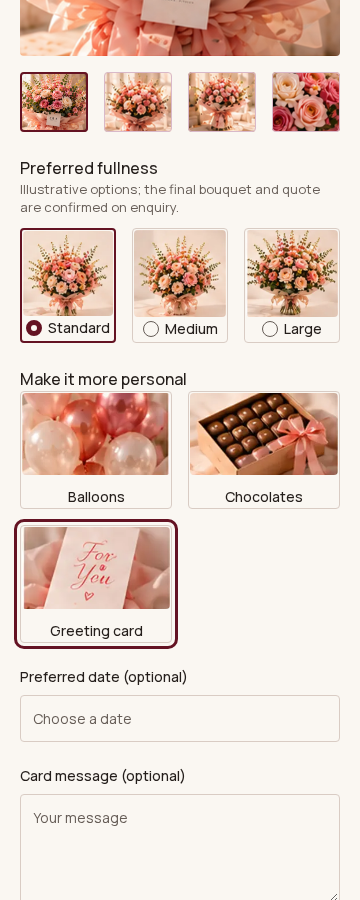 Preferred fullness
Illustrative options; the final bouquet and quote
are confirmed on enquiry.
Standard
Medium
Large
Make it more personal
Balloons
Chocolates
For
You
Greeting card
Preferred date (optional)
Choose a date
Card message (optional)
Your message